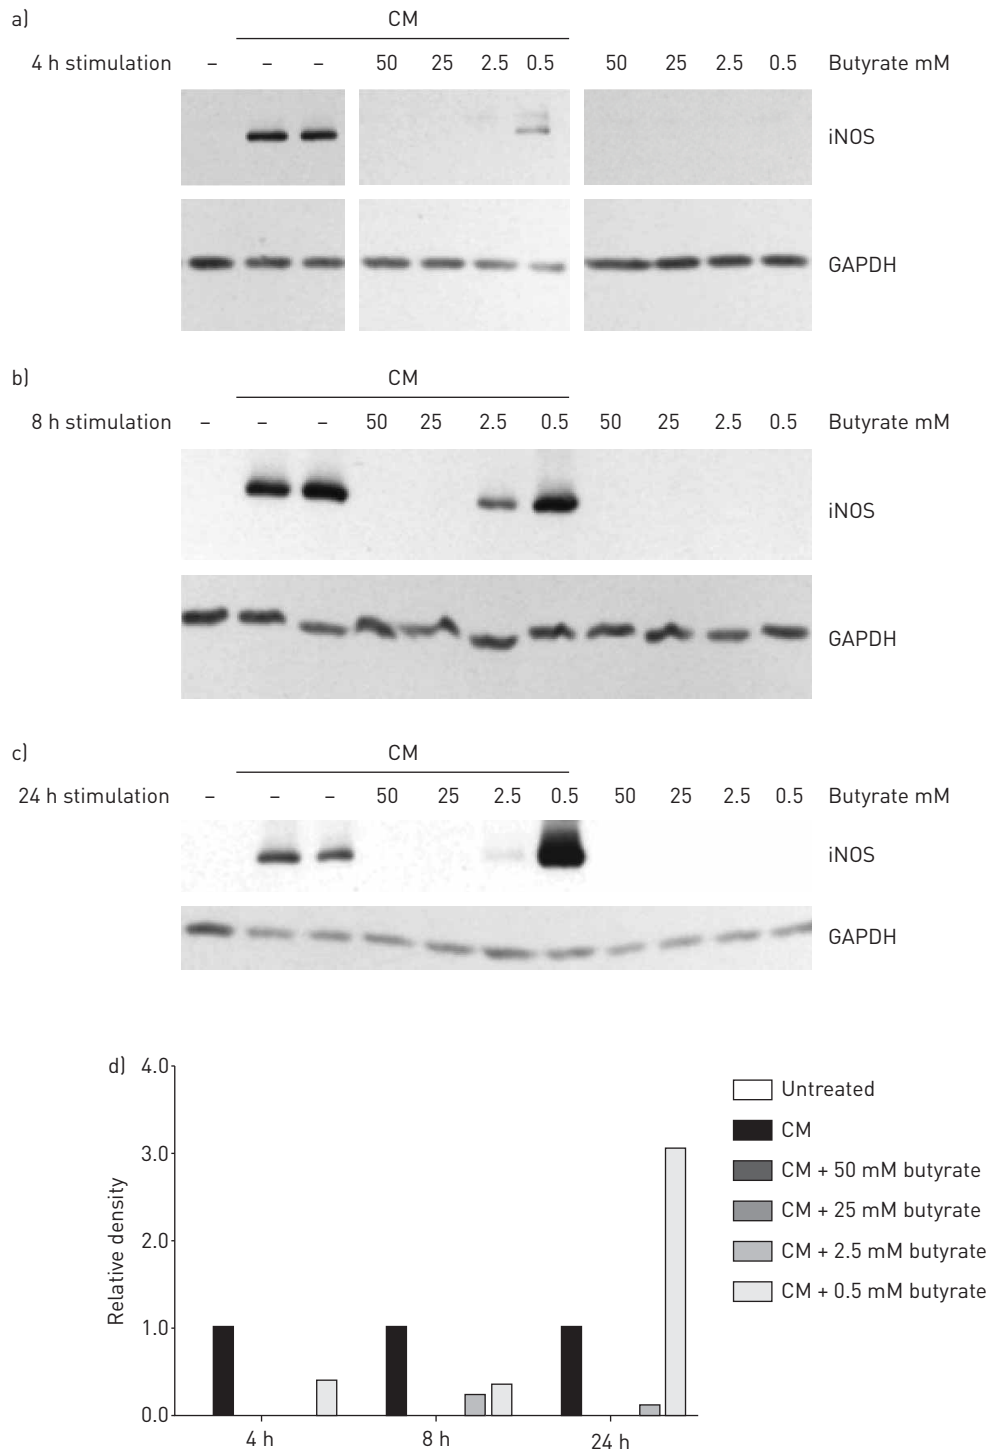 a)
CM
4 h stimulation – – – 50 25 2.5 0.5 50 25 2.5 0.5 Butyrate mM
iNOS
GAPDH
b)
CM
8 h stimulation – – – 50 25 2.5 0.5 50 25 2.5 0.5 Butyrate mM
iNOS
GAPDH
c)
CM
24 h stimulation – – – 50 25 2.5 0.5 50 25 2.5 0.5 Butyrate mM
iNOS
GAPDH
d)
4.0
3.0
2.0
1.0
0.0
Relative density
4 h 8 h 24 h
Untreated
CM
CM + 50 mM butyrate
CM + 25 mM butyrate
CM + 2.5 mM butyrate
CM + 0.5 mM butyrate